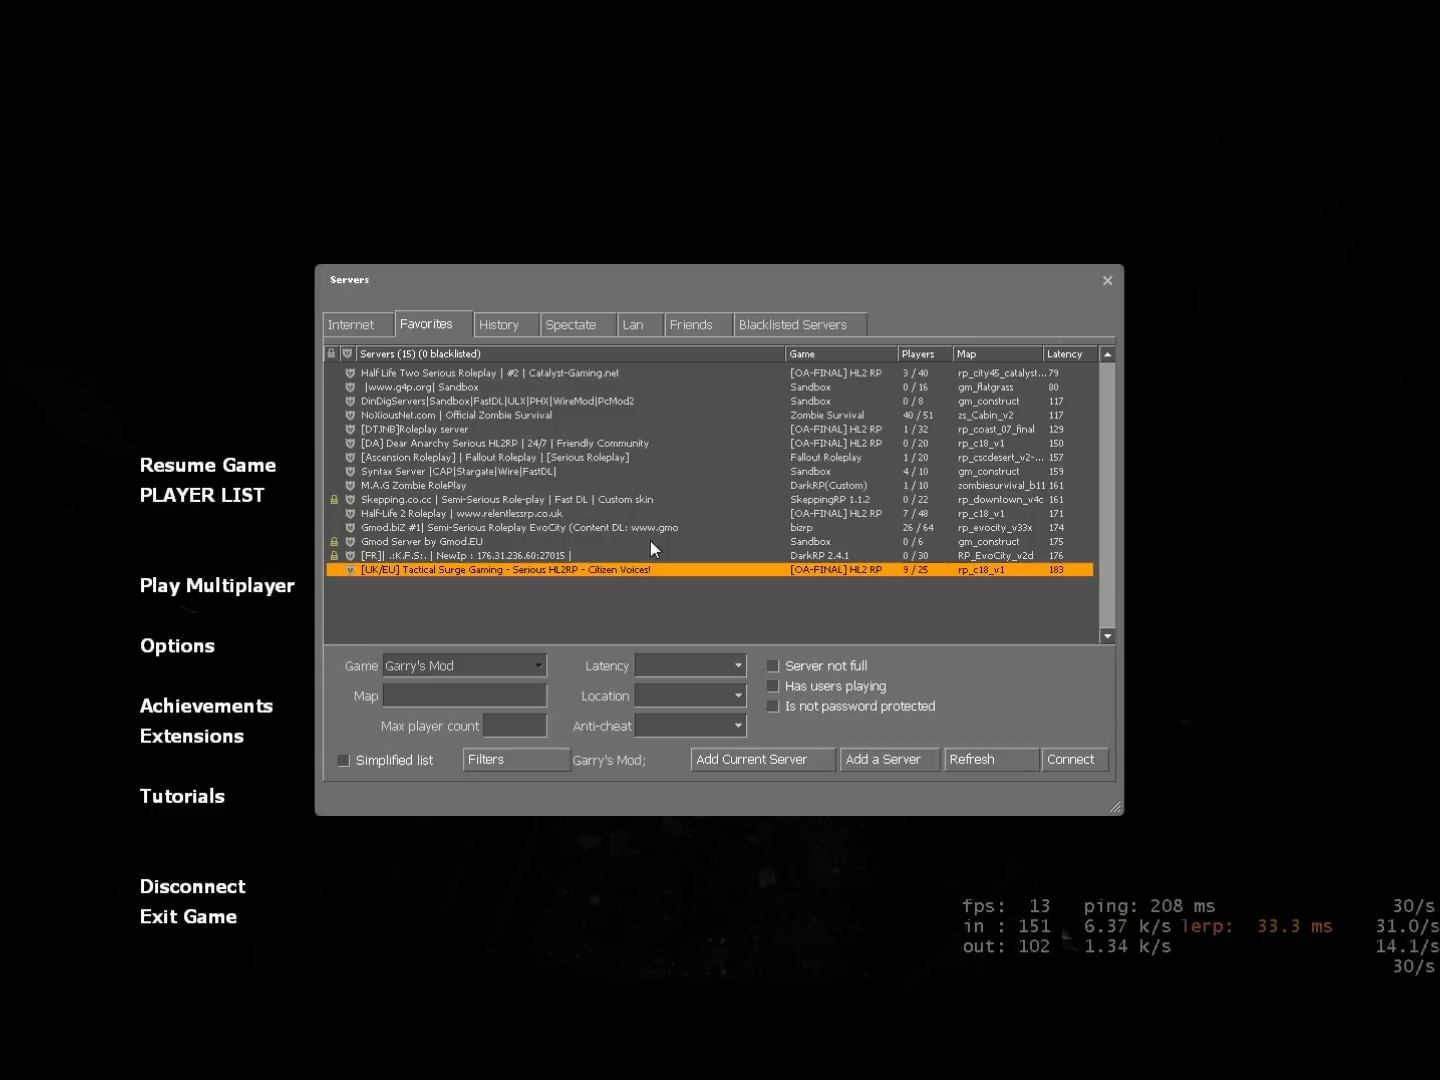 Servers
Internet Favorites History Spectate Lan Friends Blacklisted Servers
Servers (15) (0 blacklisted) Game Players Map Latency
Half Life Two Serious Roleplay | #2 | Catalyst-Gaming.net [OA-FINAL] HL2 RP 3 / 40 rp_city45_catalyst... 79
|www.g4p.org| Sandbox Sandbox 0 / 16 gm_flatgrass 80
DinDigServers|Sandbox|FastDL|ULX|PHX|WireMod|PcMod2 Sandbox 0 / 8 gm_construct 117
NoXiousNet.com | Official Zombie Survival Zombie Survival 40 / 51 zs_Cabin_v2 117
[DTJNB]Roleplay server [OA-FINAL] HL2 RP 1 / 32 rp_coast_07_final 129
[DA] Dear Anarchy Serious HL2RP | 24/7 | Friendly Community [OA-FINAL] HL2 RP 0 / 20 rp_c18_v1 150
[Ascension Roleplay] | Fallout Roleplay | [Serious Roleplay] Fallout Roleplay 1 / 20 rp_cscdesert_v2-... 157
Syntax Server |CAP|Stargate|Wire|FastDL| Sandbox 4 / 10 gm_construct 159
M.A.G Zombie RolePlay DarkRP(Custom) 1 / 10 zombiesurvival_b11 161
Skepping.co.cc | Semi-Serious Role-play | Fast DL | Custom skin SkeppingRP 1.1.2 0 / 22 rp_downtown_v4c 161
Half-Life 2 Roleplay | www.relentlessrp.co.uk [OA-FINAL] HL2 RP 7 / 48 rp_c18_v1 171
Gmod.biZ #1| Semi-Serious Roleplay EvoCity (Content DL: www.gmo bizrp 26 / 64 rp_evocity_v33x 174
Gmod Server by Gmod.EU Sandbox 0 / 6 gm_construct 175
[FR]| .:K.F.S:. | NewIp : 176.31.236.60:27015 | DarkRP 2.4.1 0 / 30 RP_EvoCity_v2d 176
[UK/EU] Tactical Surge Gaming - Serious HL2RP - Citizen Voices! [OA-FINAL] HL2 RP 9 / 25 rp_c18_v1 183
Resume Game
PLAYER LIST
Play Multiplayer
Options
Achievements
Extensions
Tutorials
Disconnect
Exit Game
Game Garry's Mod Latency Server not full
Map Location Has users playing
Max player count Anti-cheat Is not password protected
Simplified list Filters Garry's Mod; Add Current Server Add a Server Refresh Connect
fps: 13 ping: 208 ms 30/s
in : 151 6.37 k/s lerp: 33.3 ms 31.0/s
out: 102 1.34 k/s 14.1/s
30/s